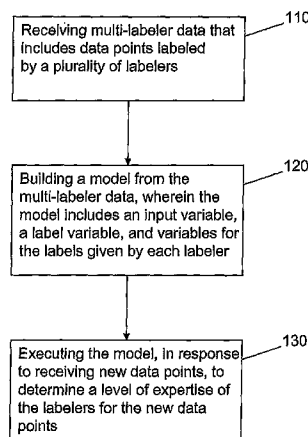 Receiving multi-labeler data that
includes data points labeled
by a plurality of labelers
110
Building a model from the
multi-labeler data, wherein the
model includes an input variable,
a label variable, and variables for
the labels given by each labeler
120
Executing the model, in response
to receiving new data points, to
determine a level of expertise of
the labelers for the new data
points
130